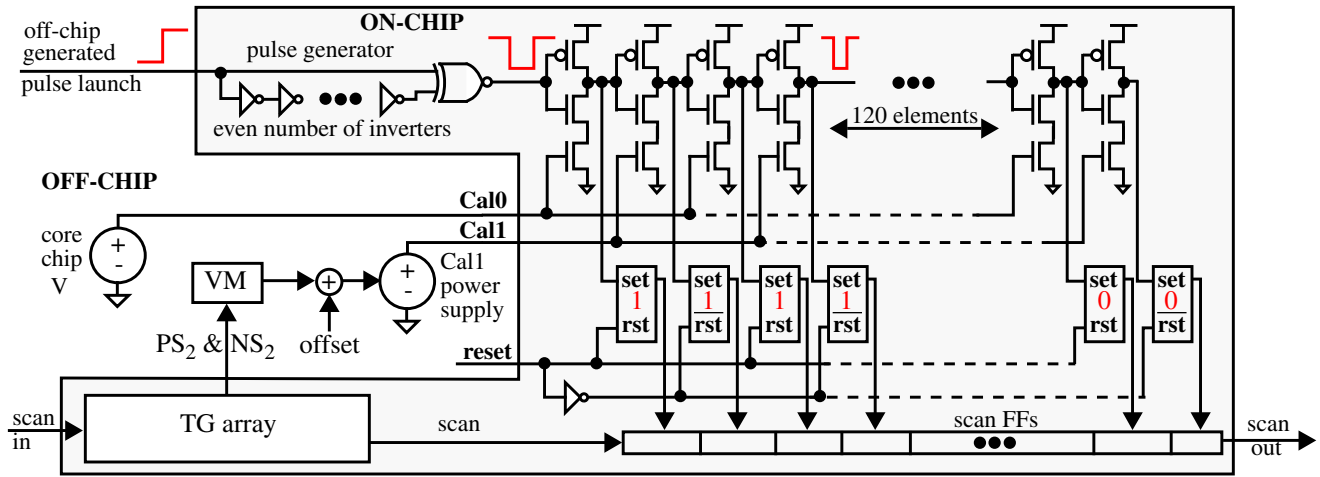 off-chip
generated
pulse launch
ON-CHIP
pulse generator
even number of inverters
120 elements
OFF-CHIP
core
chip
V
Cal0
Cal1
VM
+
-
+
+
-
Cal1
power
supply
PS2 & NS2
offset
set
1
rst
set
1
rst
set
1
rst
set
1
rst
set
0
rst
set
0
rst
reset
scan
in
TG array
scan
scan FFs
scan
out